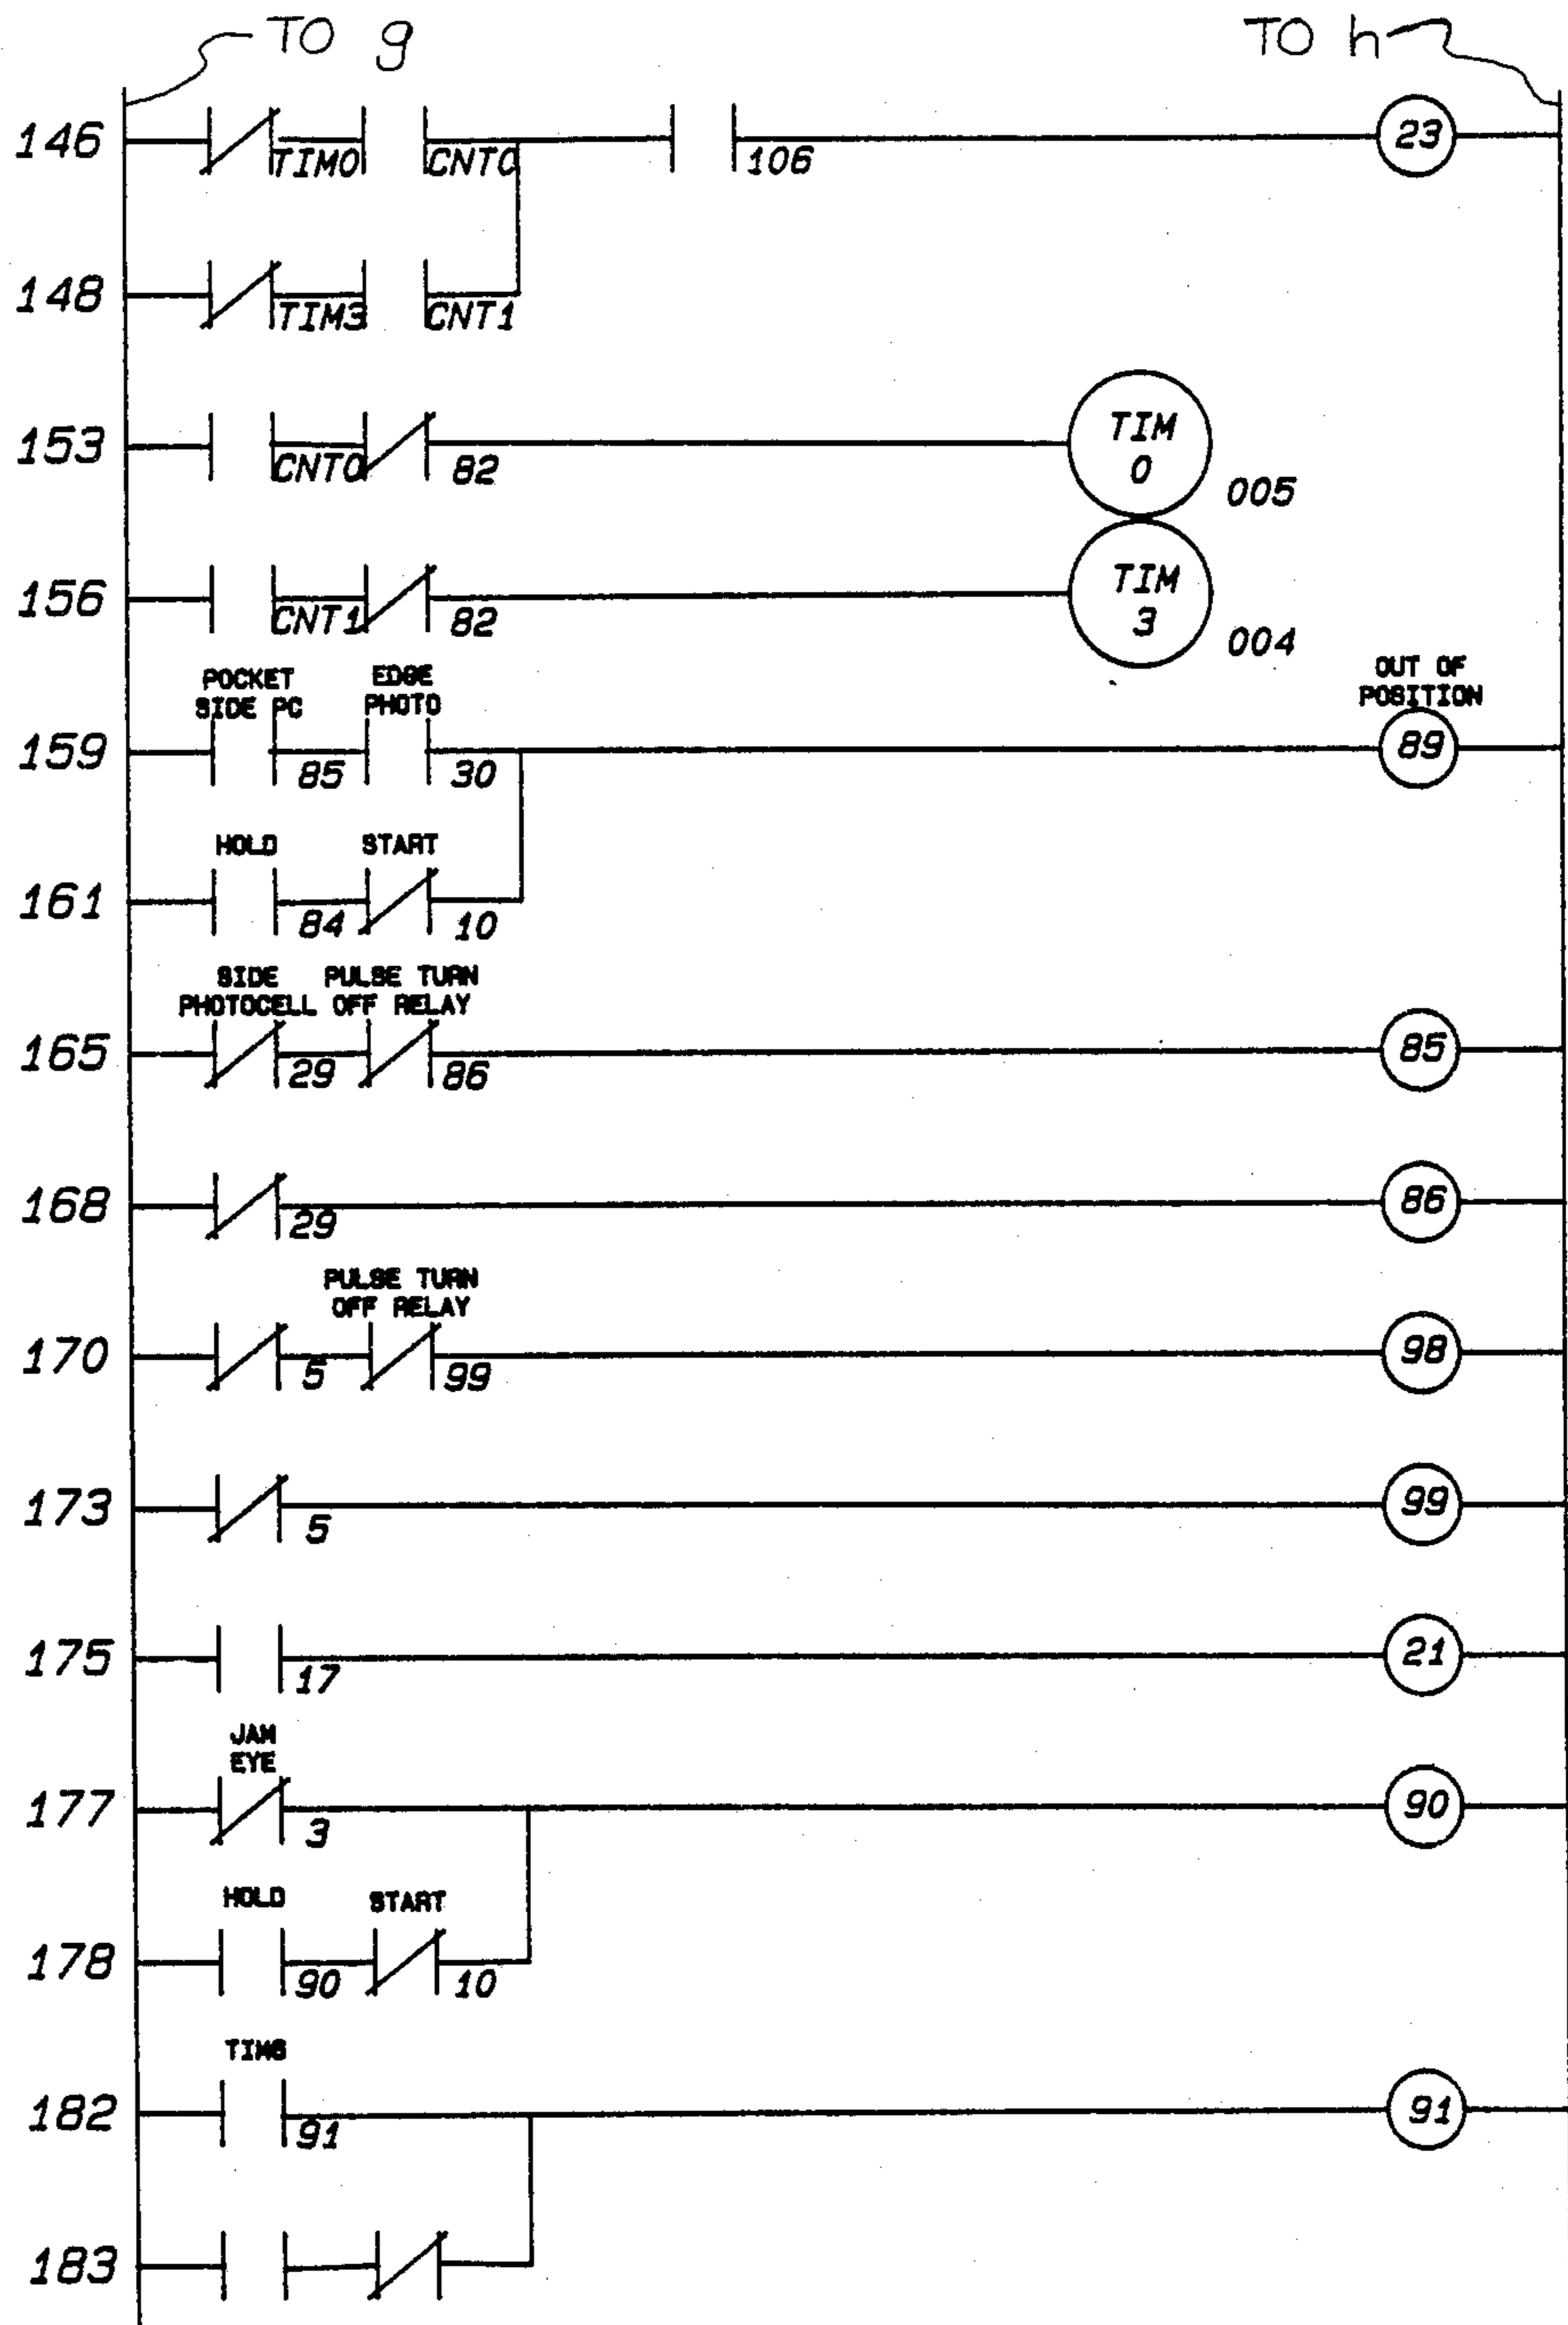 TO g TO h
146 TIM0 CNT0 106 23
148 TIM3 CNT1
153 CNT0 82 TIM 0 005
156 CNT1 82 TIM 3 004
POCKET SIDE PC EDGE PHOTO OUT OF POSITION
159 85 30 89
HOLD START
161 84 10
SIDE PHOTOCELL PULSE TURN OFF RELAY
165 29 86 85
168 29 86
PULSE TURN OFF RELAY
170 5 99 98
173 5 99
175 17 21
JAM EYE
177 3 90
HOLD START
178 90 10
TIM6
182 91 91
183